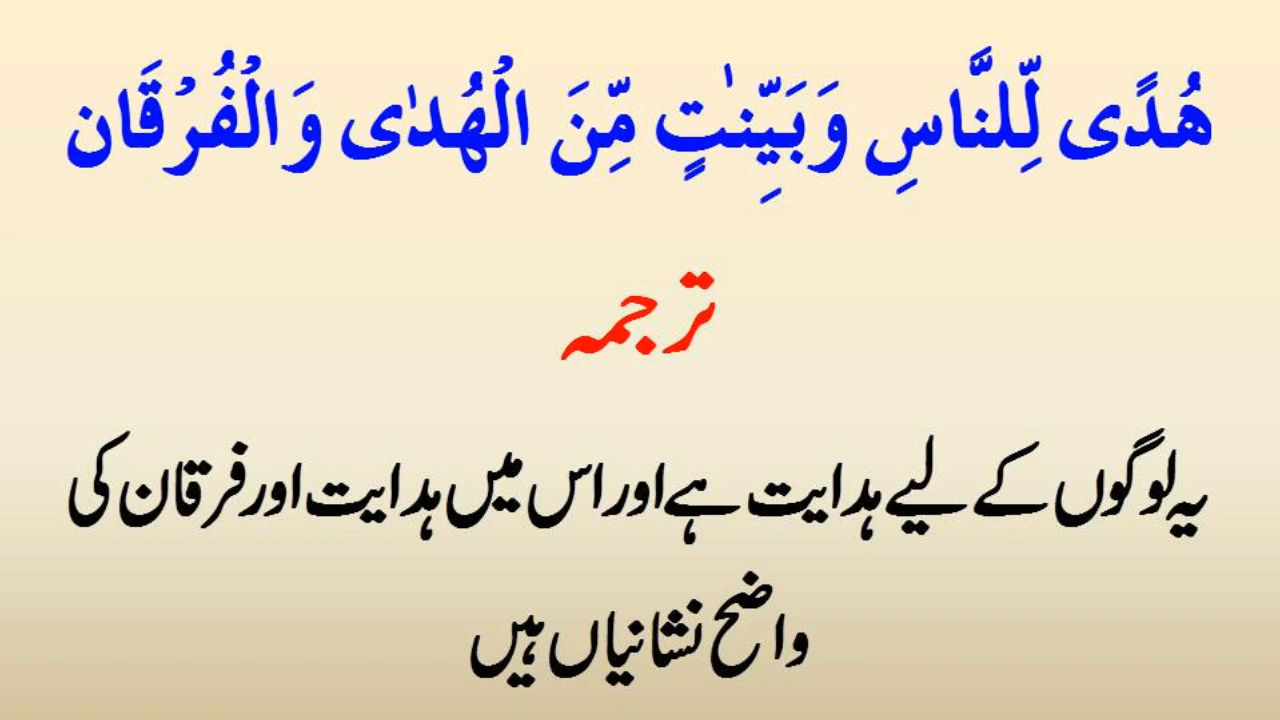 هُدًی لِّلنَّاسِ وَبَیِّنٰتٍ مِّنَ الْهُدٰی وَالْفُرْقَان
ترجمہ
یہ لوگوں کے لیے ہدایت ہے اور اس میں ہدایت اور فرقان کی
واضح نشانیاں ہیں